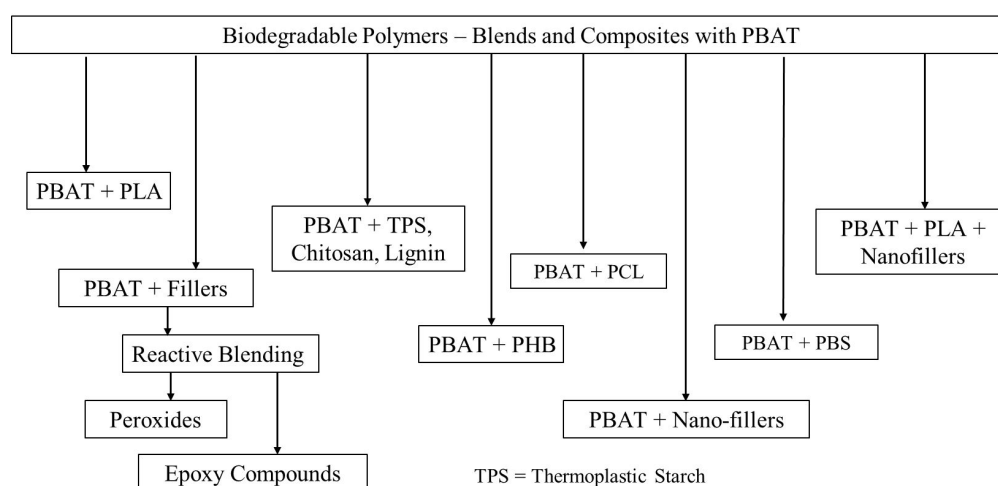 Biodegradable Polymers – Blends and Composites with PBAT
PBAT + PLA
PBAT + TPS,
Chitosan, Lignin
PBAT + PLA +
Nanofillers
PBAT + PCL
PBAT + Fillers
PBAT + PHB
PBAT + PBS
Reactive Blending
Peroxides
PBAT + Nano-fillers
Epoxy Compounds
TPS = Thermoplastic Starch